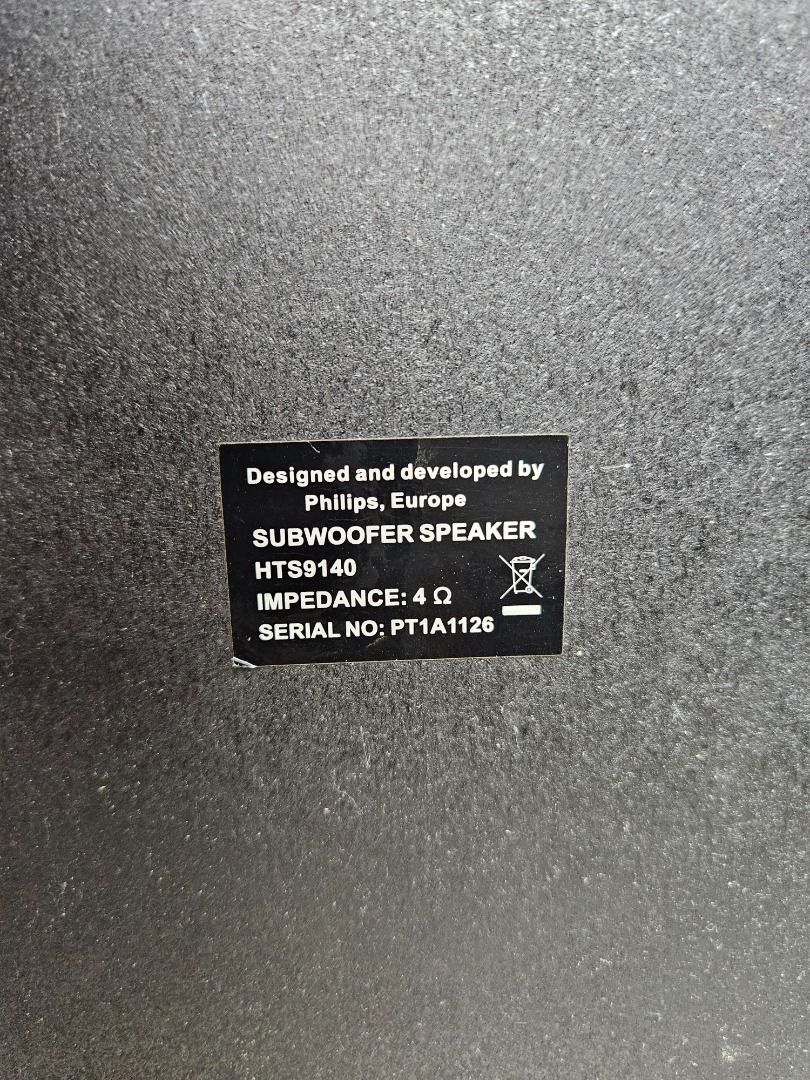 Designed and developed by
Philips, Europe
SUBWOOFER SPEAKER
HTS9140
IMPEDANCE: 4 Ω
SERIAL NO: PT1A1126